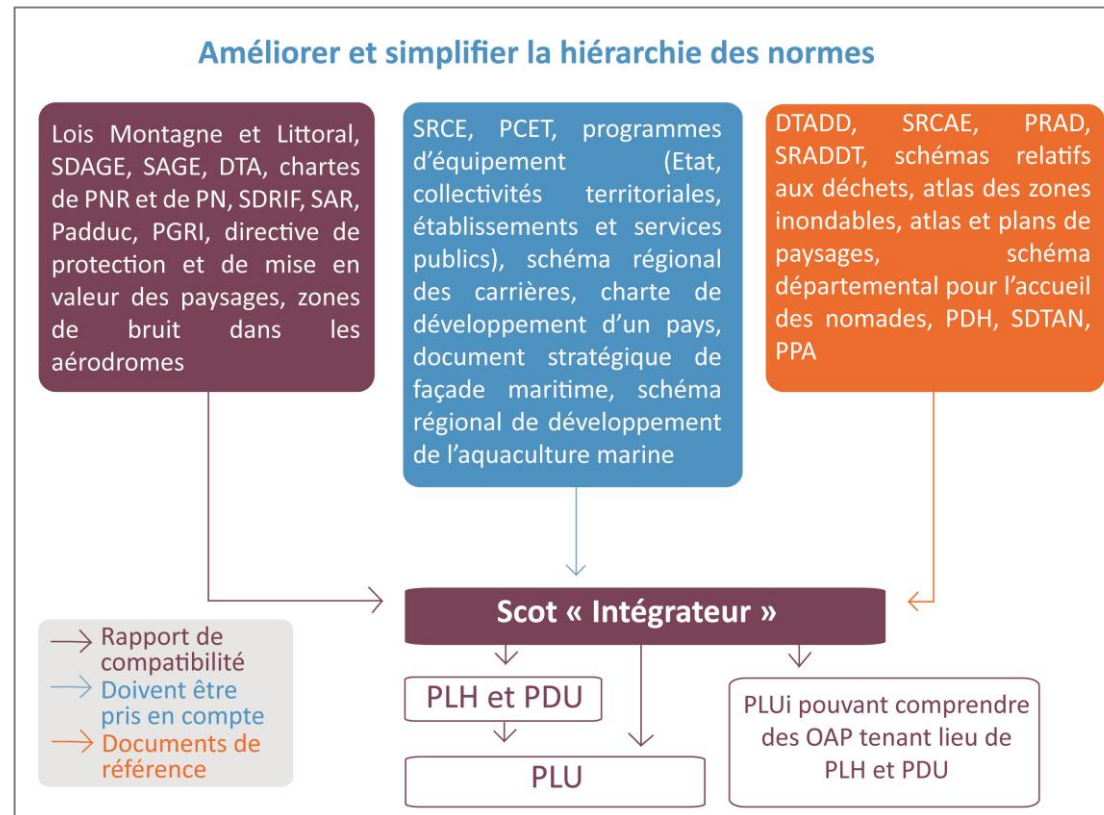 Améliorer et simplifier la hiérarchie des normes
Lois Montagne et Littoral,
SDAGE, SAGE, DTA, chartes
de PNR et de PN, SDRIF, SAR,
Padduc, PGRI, directive de
protection et de mise en
valeur des paysages, zones
de bruit dans les
aérodromes
SRCE, PCET, programmes
d’équipement (Etat,
collectivités territoriales,
établissements et services
publics), schéma régional
des carrières, charte de
développement d’un pays,
document stratégique de
façade maritime, schéma
régional de développement
de l’aquaculture marine
DTADD, SRCAE, PRAD,
SRADDT, schémas relatifs
aux déchets, atlas des zones
inondables, atlas et plans de
paysages, schéma
départemental pour l’accueil
des nomades, PDH, SDTAN,
PPA
Scot « Intégrateur »
Rapport de
compatibilité
Doivent être
pris en compte
Documents de
référence
PLH et PDU
PLU
PLUi pouvant comprendre
des OAP tenant lieu de
PLH et PDU